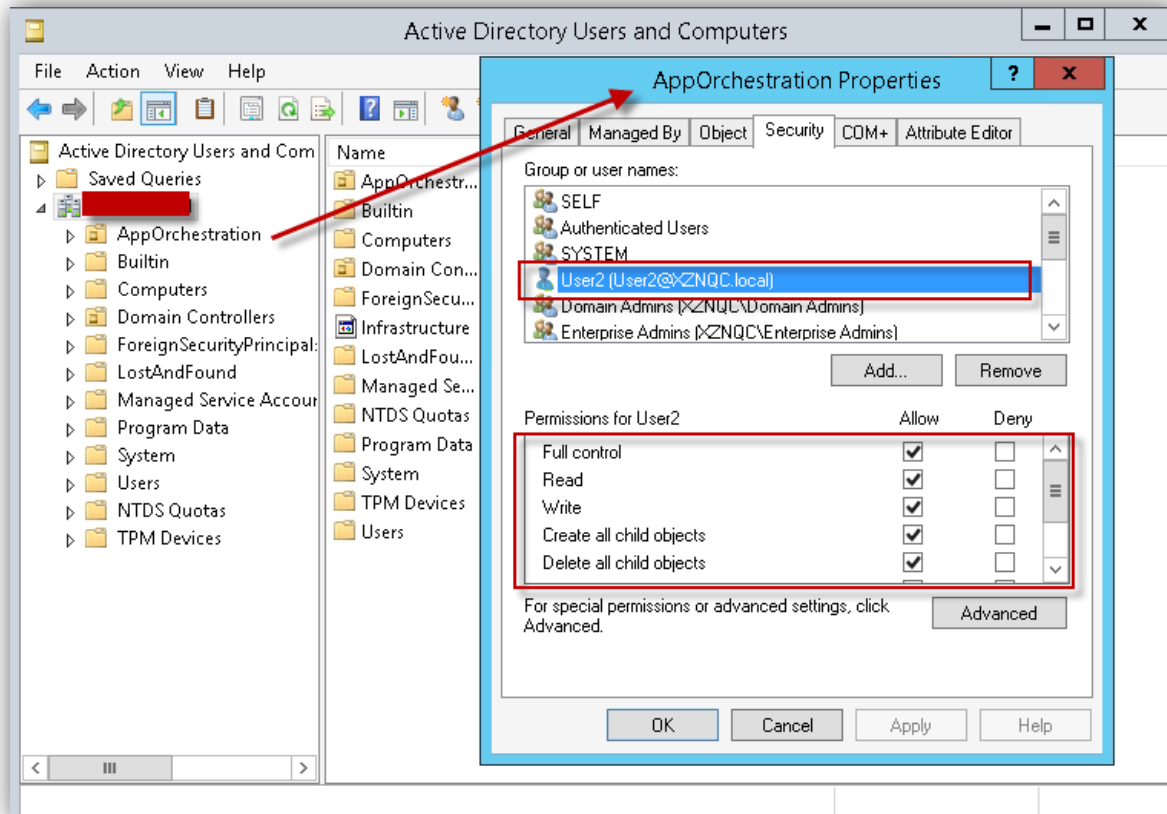 Active Directory Users and Computers
File Action View Help
Active Directory Users and Com
Saved Queries
AppOrchestration
Builtin
Computers
Domain Controllers
ForeignSecurityPrincipal:
LostAndFound
Managed Service Accour
Program Data
System
Users
NTDS Quotas
TPM Devices
Name
AppOrchestr...
Builtin
Computers
Domain Con...
ForeignSecu...
Infrastructure
LostAndFou...
Managed Se...
NTDS Quotas
Program Data
System
TPM Devices
Users
AppOrchestration Properties
General Managed By Object Security COM+ Attribute Editor
Group or user names:
SELF
Authenticated Users
SYSTEM
User2 (User2@XZNQC.local)
Domain Admins (XZNQC\Domain Admins)
Enterprise Admins (XZNQC\Enterprise Admins)
Add... Remove
Permissions for User2 Allow Deny
Full control
Read
Write
Create all child objects
Delete all child objects
For special permissions or advanced settings, click
Advanced.
Advanced
OK Cancel Apply Help